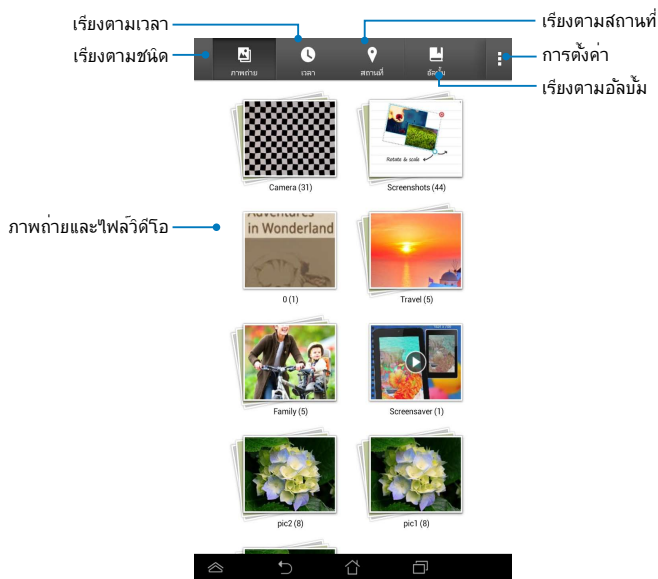 เรียงตามเวลา
เรียงตามสถานที่
เรียงตามชนิด
การตั้งค่า
ภาพถ่าย
เวลา
สถานที่
อัลบั้ม
เรียงตามอัลบั้ม
Rotate & scale
Camera (31)
Screenshots (44)
ภาพถ่ายและไฟล์วิดีโอ
Adventures
in Wonderland
0 (1)
Travel (5)
Family (5)
Screensaver (1)
pic2 (8)
pic1 (8)